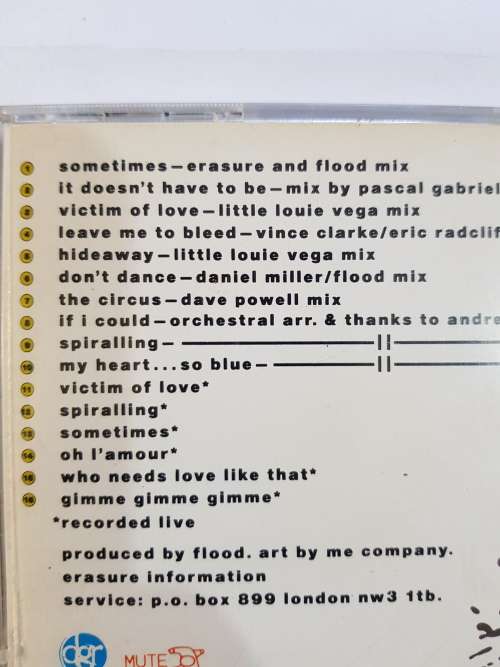 1 sometimes—erasure and flood mix
2 it doesn't have to be—mix by pascal gabriel
3 victim of love—little louie vega mix
4 leave me to bleed—vince clarke/eric radclif
5 hideaway—little louie vega mix
6 don't dance—daniel miller/flood mix
7 the circus—dave powell mix
8 if i could—orchestral arr. & thanks to andre
9 spiralling— ——||——
10 my heart...so blue— ——||——
11 victim of love*
12 spiralling*
13 sometimes*
14 oh l'amour*
15 who needs love like that*
16 gimme gimme gimme*
*recorded live
produced by flood. art by me company.
erasure information
service: p.o. box 899 london nw3 1tb.
dgr MUTE